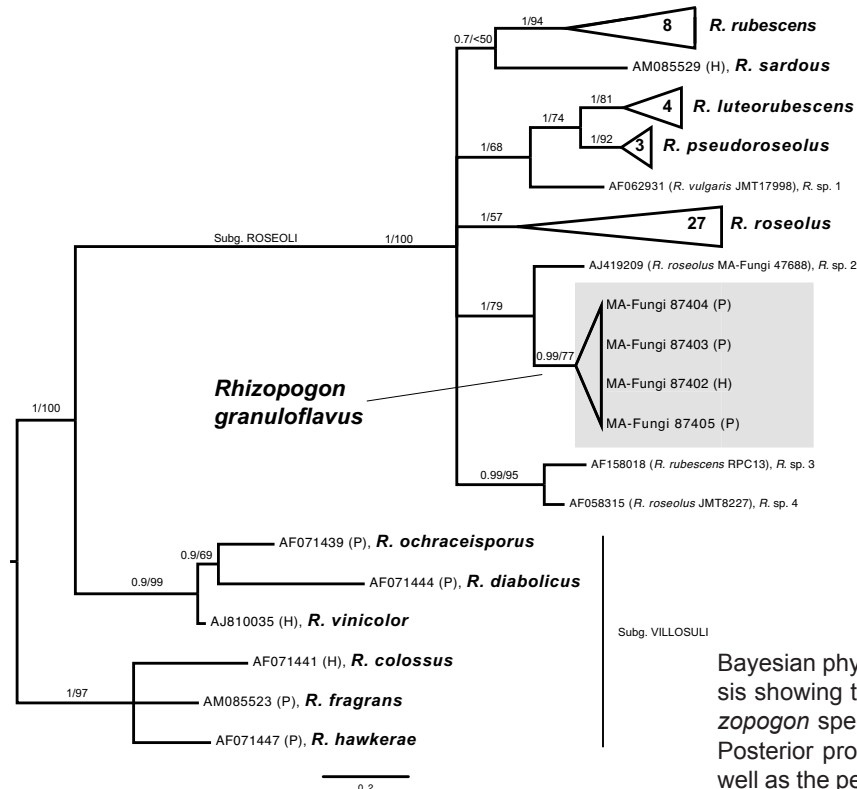 1/94
8
R. rubescens
0.7/<50
AM085529 (H), R. sardous
1/81
4
R. luteorubescens
1/74
1/92
3
R. pseudoroseolus
1/68
AF062931 (R. vulgaris JMT17998), R. sp. 1
1/57
27
R. roseolus
Subg. ROSEOLI
1/100
AJ419209 (R. roseolus MA-Fungi 47688), R. sp. 2
1/79
MA-Fungi 87404 (P)
MA-Fungi 87403 (P)
0.99/77
MA-Fungi 87402 (H)
MA-Fungi 87405 (P)
Rhizopogon
granuloflavus
1/100
AF158018 (R. rubescens RPC13), R. sp. 3
0.99/95
AF058315 (R. roseolus JMT8227), R. sp. 4
AF071439 (P), R. ochraceisporus
0.9/69
AF071444 (P), R. diabolicus
0.9/99
AJ810035 (H), R. vinicolor
Subg. VILLOSULI
AF071441 (H), R. colossus
1/97
AM085523 (P), R. fragrans
AF071447 (P), R. hawkerae
0.2
Bayesian phy
sis showing t
zopogon spe
Posterior pro
well as the pe